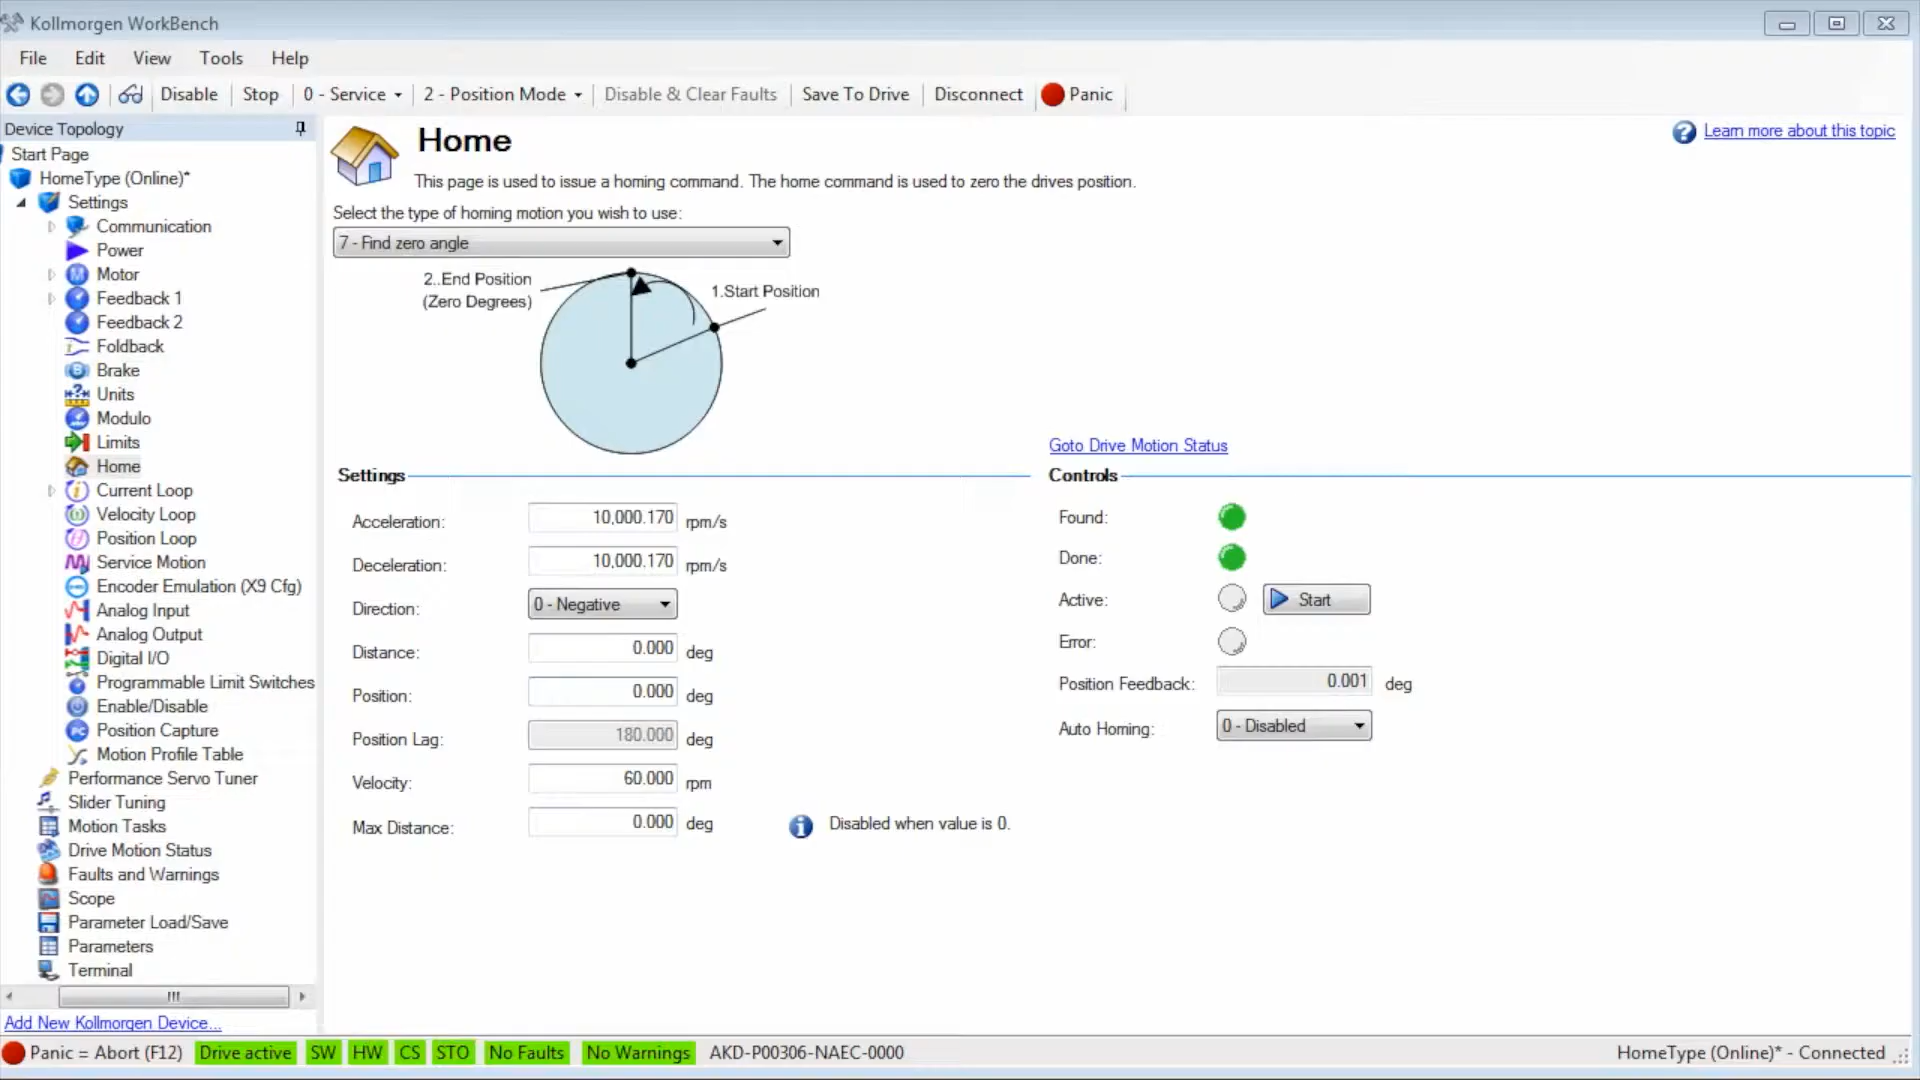 Kollmorgen WorkBench
File Edit View Tools Help
Disable Stop 0 - Service 2 - Position Mode Disable & Clear Faults Save To Drive Disconnect Panic
Device Topology
Start Page
HomeType (Online)*
Settings
Communication
Power
Motor
Feedback 1
Feedback 2
Foldback
Brake
Units
Modulo
Limits
Home
Current Loop
Velocity Loop
Position Loop
Service Motion
Encoder Emulation (X9 Cfg)
Analog Input
Analog Output
Digital I/O
Programmable Limit Switches
Enable/Disable
Position Capture
Motion Profile Table
Performance Servo Tuner
Slider Tuning
Motion Tasks
Drive Motion Status
Faults and Warnings
Scope
Parameter Load/Save
Parameters
Terminal
Add New Kollmorgen Device...
Home
Learn more about this topic
This page is used to issue a homing command. The home command is used to zero the drives position.
Select the type of homing motion you wish to use:
7 - Find zero angle
2..End Position
(Zero Degrees)
1.Start Position
Goto Drive Motion Status
Settings
Acceleration: 10,000.170 rpm/s
Deceleration: 10,000.170 rpm/s
Direction: 0 - Negative
Distance: 0.000 deg
Position: 0.000 deg
Position Lag: 180.000 deg
Velocity: 60.000 rpm
Max Distance: 0.000 deg Disabled when value is 0.
Controls
Found:
Done:
Active: Start
Error:
Position Feedback: 0.001 deg
Auto Homing: 0 - Disabled
Panic = Abort (F12) Drive active SW HW CS STO No Faults No Warnings AKD-P00306-NAEC-0000 HomeType (Online)* - Connected